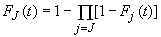 F_J(t) = 1 − ∏_{j=J} [1 − F_j(t)]